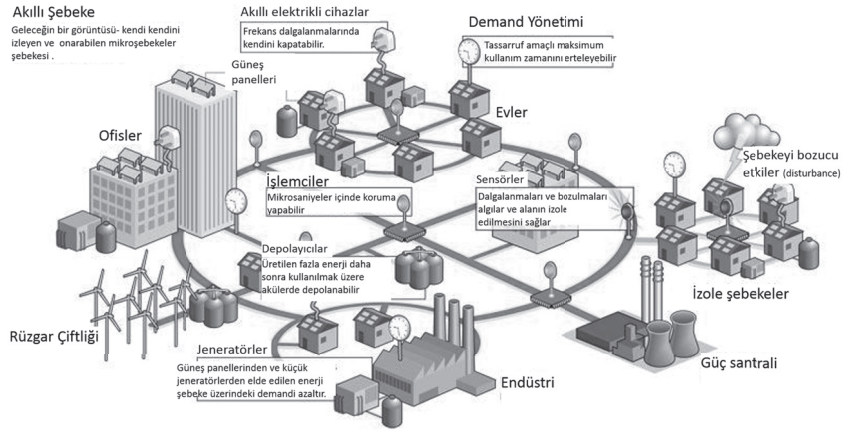 Akıllı Şebeke
Geleceğin bir görüntüsü- kendi kendini
izleyen ve onarabilen mikroşebekeler
şebekesi .
Akıllı elektrikli cihazlar
Frekans dalgalanmalarında
kendini kapatabilir.
Demand Yönetimi
Tassarruf amaçlı maksimum
kullanım zamanını erteleyebilir
Güneş
panelleri
Ofisler
Evler
Şebekeyi bozucu
etkiler (disturbance)
İşlemciler
Mikrosaniyeler içinde koruma
yapabilir
Sensörler
Dalgalanmaları ve bozulmaları
algılar ve alanın izole
edilmesini sağlar
Depolayıcılar
Üretilen fazla enerji daha
sonra kullanılmak üzere
akülerde depolanabilir
İzole şebekeler
Rüzgar Çiftliği
Jeneratörler
Güneş panellerinden ve küçük
jeneratörlerden elde edilen enerji
şebeke üzerindeki demandi azaltır.
Endüstri
Güç santrali